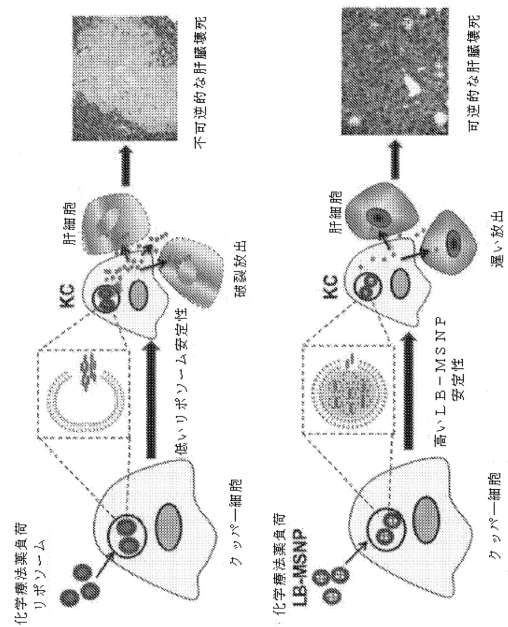 化学療法薬負荷
リポソーム
クッパー細胞
低いリポソーム安定性
KC
肝細胞
破裂放出
不可逆的な肝臓壊死
化学療法薬負荷
LB-MSNP
クッパー細胞
高いLB-MSNP
安定性
KC
肝細胞
遅い放出
可逆的な肝臓壊死